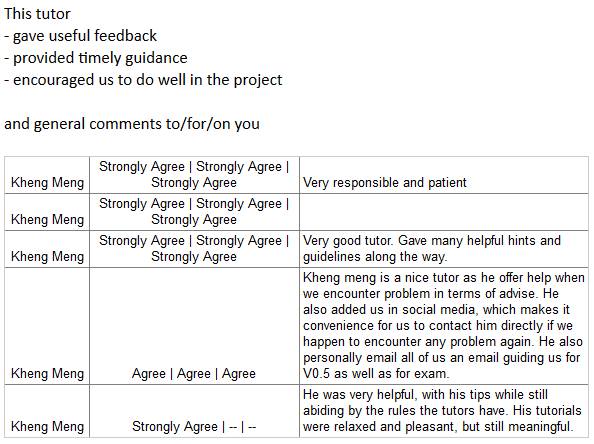 This tutor
- gave useful feedback
- provided timely guidance
- encouraged us to do well in the project
and general comments to/for/on you
Strongly Agree | Strongly Agree |
Kheng Meng Strongly Agree Very responsible and patient
Strongly Agree | Strongly Agree |
Kheng Meng Strongly Agree
Strongly Agree | Strongly Agree | Very good tutor. Gave many helpful hints and
Kheng Meng Strongly Agree guidelines along the way.
Kheng meng is a nice tutor as he offer help when
we encounter problem in terms of advise. He
also added us in social media, which makes it
convenience for us to contact him directly if we
happen to encounter any problem again. He also
personally email all of us an email guiding us for
Kheng Meng Agree | Agree | Agree V0.5 as well as for exam.
He was very helpful, with his tips while still
abiding by the rules the tutors have. His tutorials
Kheng Meng Strongly Agree | -- | -- were relaxed and pleasant, but still meaningful.